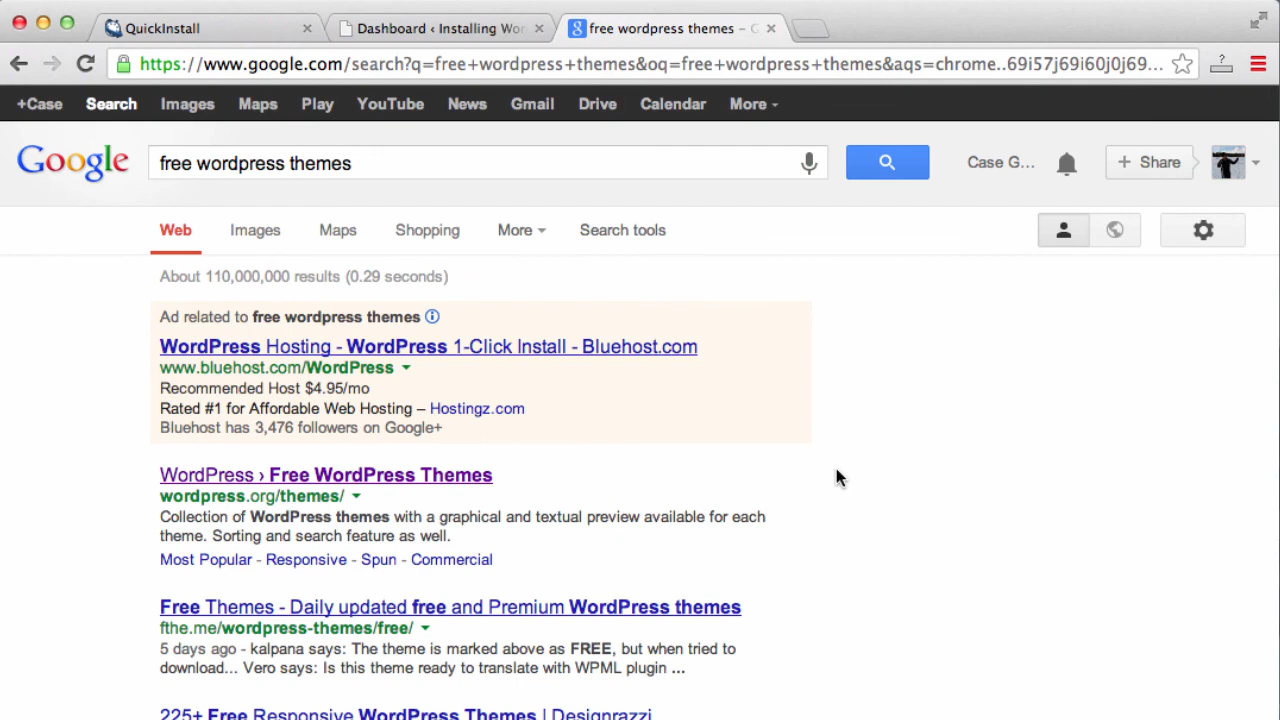 QuickInstall
Dashboard ‹ Installing Wor
free wordpress themes – G
https://www.google.com/search?q=free+wordpress+themes&oq=free+wordpress+themes&aqs=chrome..69i57j69i60j0j69...
+Case Search Images Maps Play YouTube News Gmail Drive Calendar More
Google
free wordpress themes
Case G...
+ Share
Web Images Maps Shopping More Search tools
About 110,000,000 results (0.29 seconds)
Ad related to free wordpress themes
WordPress Hosting - WordPress 1-Click Install - Bluehost.com
www.bluehost.com/WordPress
Recommended Host $4.95/mo
Rated #1 for Affordable Web Hosting – Hostingz.com
Bluehost has 3,476 followers on Google+
WordPress › Free WordPress Themes
wordpress.org/themes/
Collection of WordPress themes with a graphical and textual preview available for each
theme. Sorting and search feature as well.
Most Popular - Responsive - Spun - Commercial
Free Themes - Daily updated free and Premium WordPress themes
fthe.me/wordpress-themes/free/
5 days ago - kalpana says: The theme is marked above as FREE, but when tried to
download... Vero says: Is this theme ready to translate with WPML plugin ...
225+ Free Responsive WordPress Themes | Designrazzi